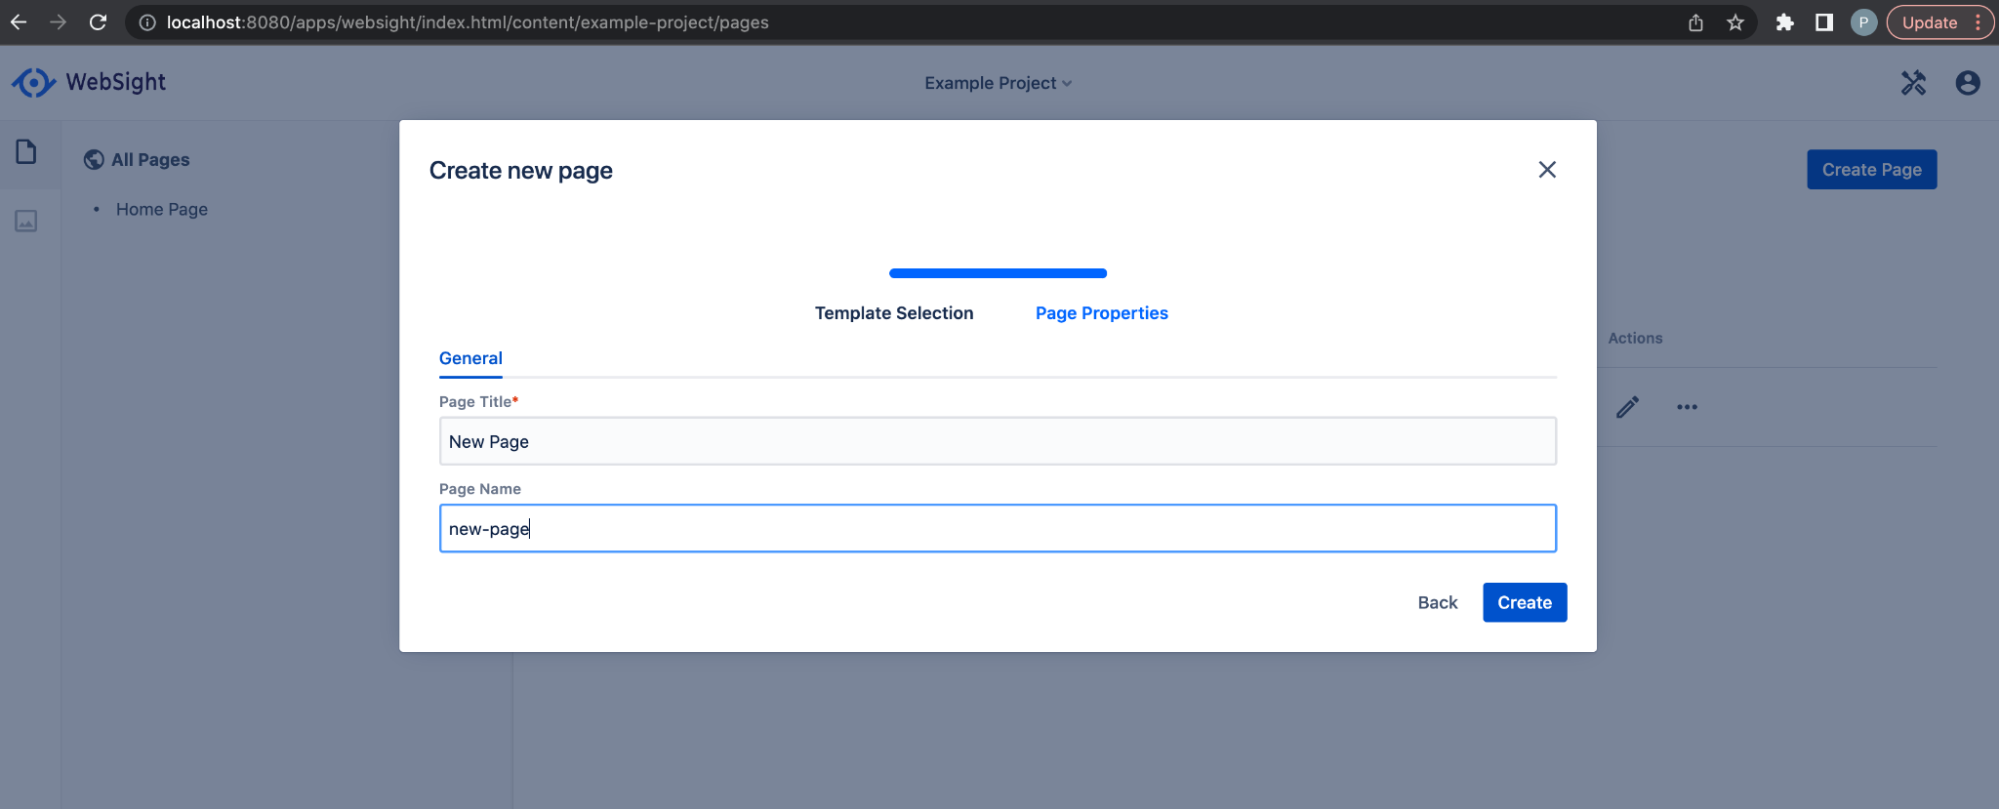 localhost:8080/apps/websight/index.html/content/example-project/pages
P
Update
WebSight
Example Project
All Pages
Create Page
• Home Page
Create new page
Template Selection
Page Properties
Actions
General
Page Title*
New Page
Page Name
new-page
Back
Create